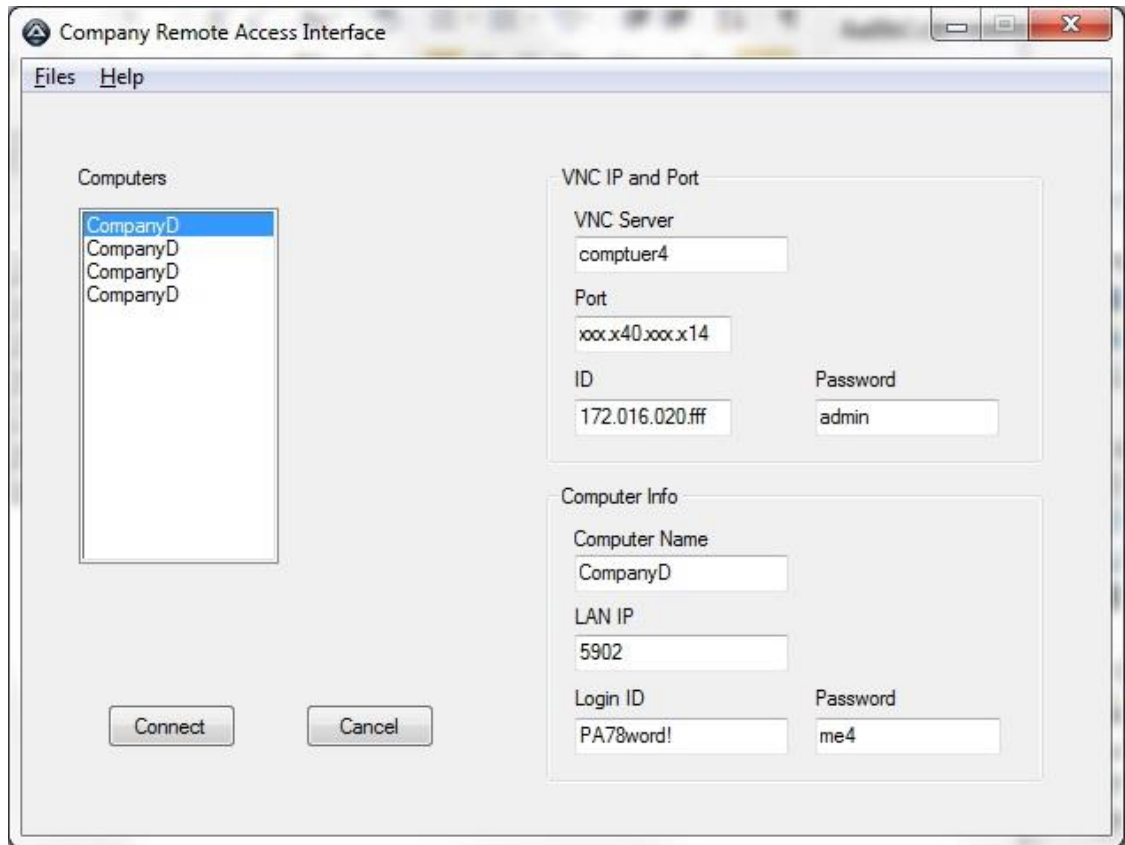 Company Remote Access Interface
Files Help
Computers
CompanyD
CompanyD
CompanyD
CompanyD
Connect
Cancel
VNC IP and Port
VNC Server
comptuer4
Port
xxx.x40.xxx.x14
ID
Password
172.016.020.fff
admin
Computer Info
Computer Name
CompanyD
LAN IP
5902
Login ID
Password
PA78word!
me4